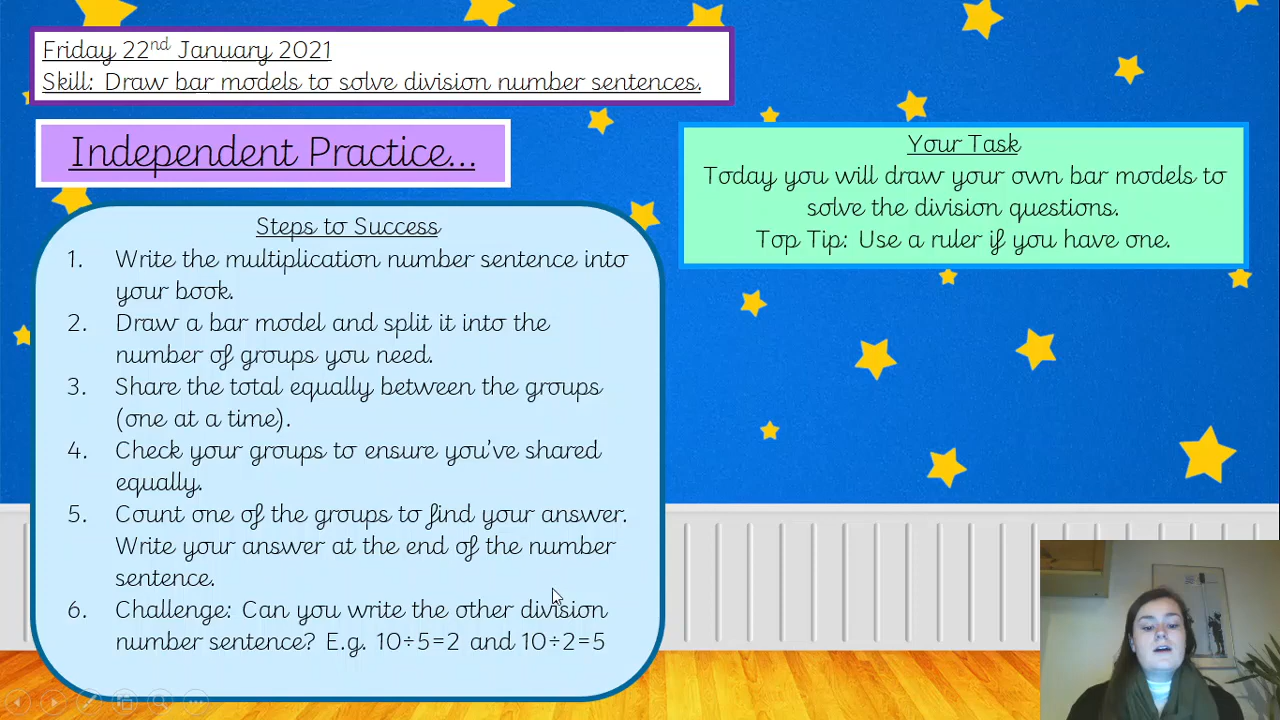 Friday 22nd January 2021
Skill: Draw bar models to solve division number sentences.
Independent Practice...
Your Task
Today you will draw your own bar models to
solve the division questions.
Top Tip: Use a ruler if you have one.
Steps to Success
1. Write the multiplication number sentence into
your book.
2. Draw a bar model and split it into the
number of groups you need.
3. Share the total equally between the groups
(one at a time).
4. Check your groups to ensure you've shared
equally.
5. Count one of the groups to find your answer.
Write your answer at the end of the number
sentence.
6. Challenge: Can you write the other division
number sentence? E.g. 10÷5=2 and 10÷2=5